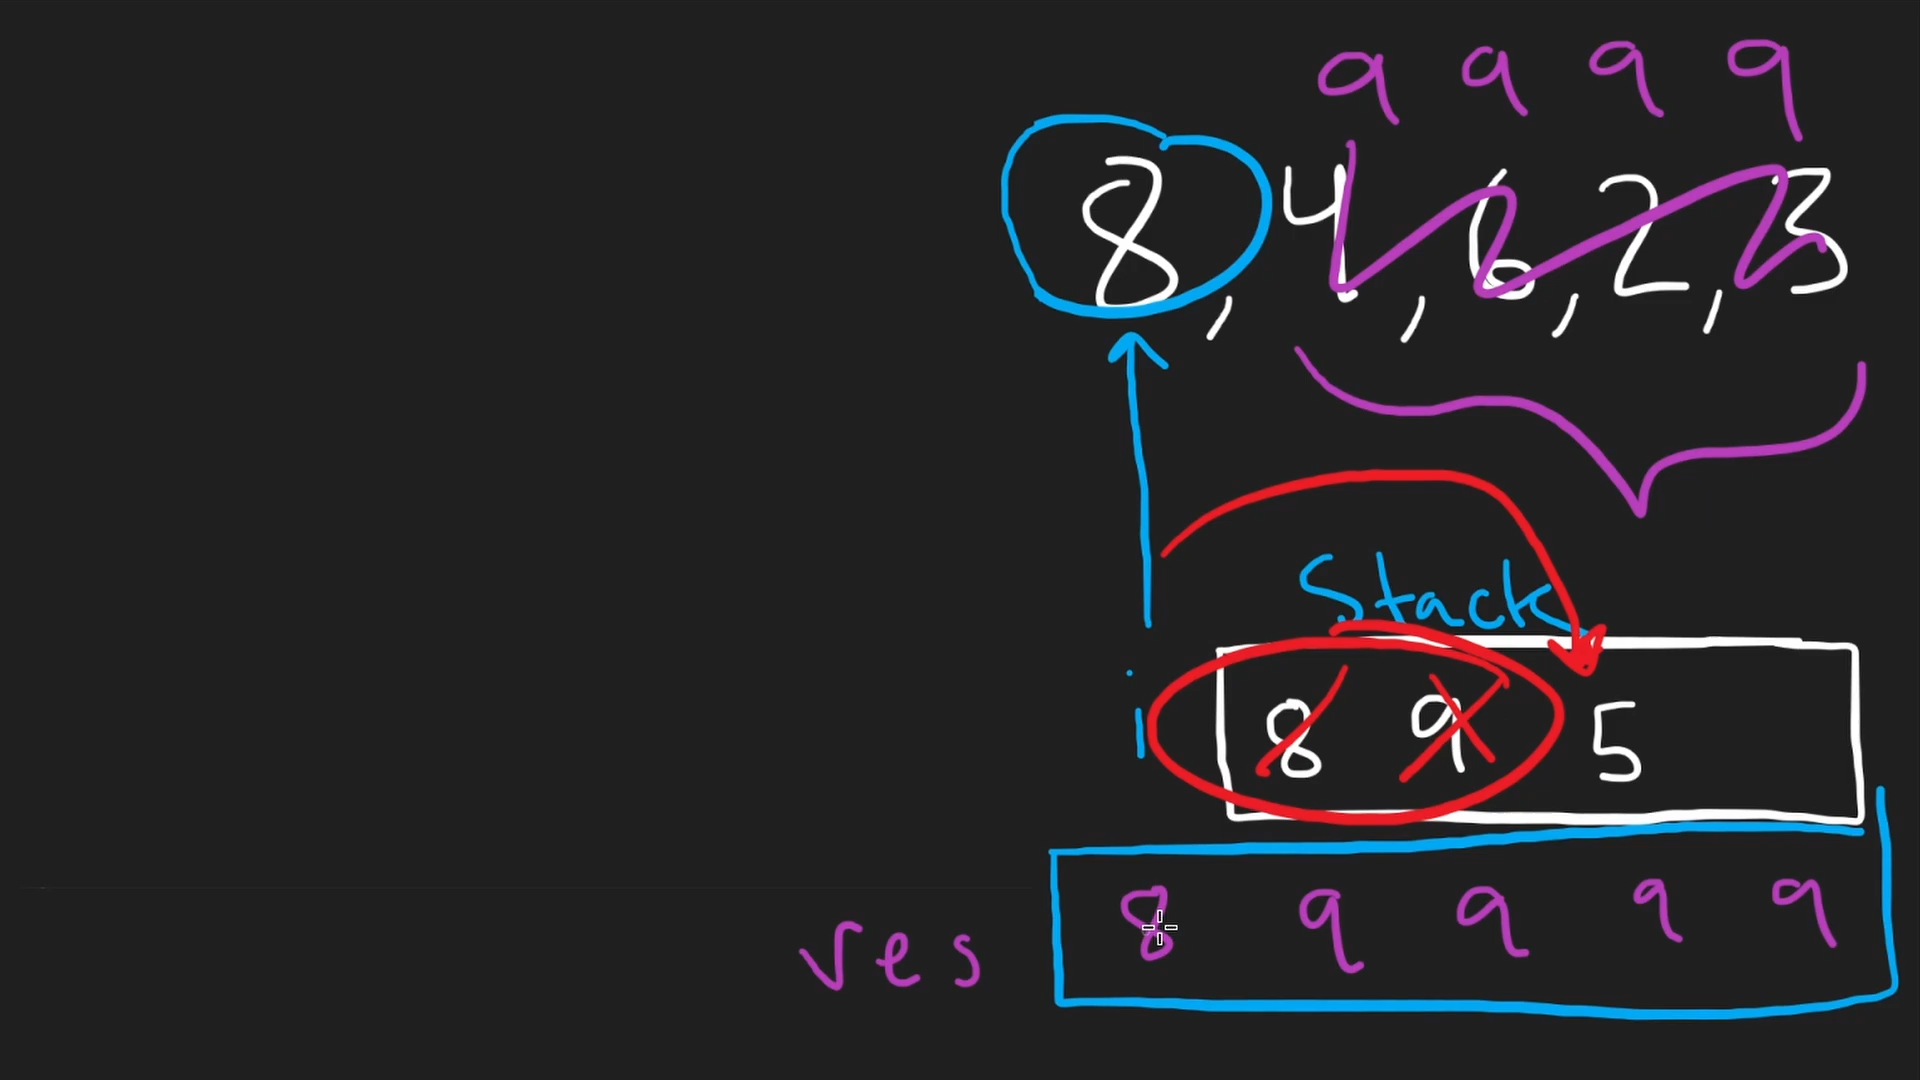 9 9 9 9
8, 4, 6, 2, 3
Stack
i
8 9 5
res 8 9 9 9 9